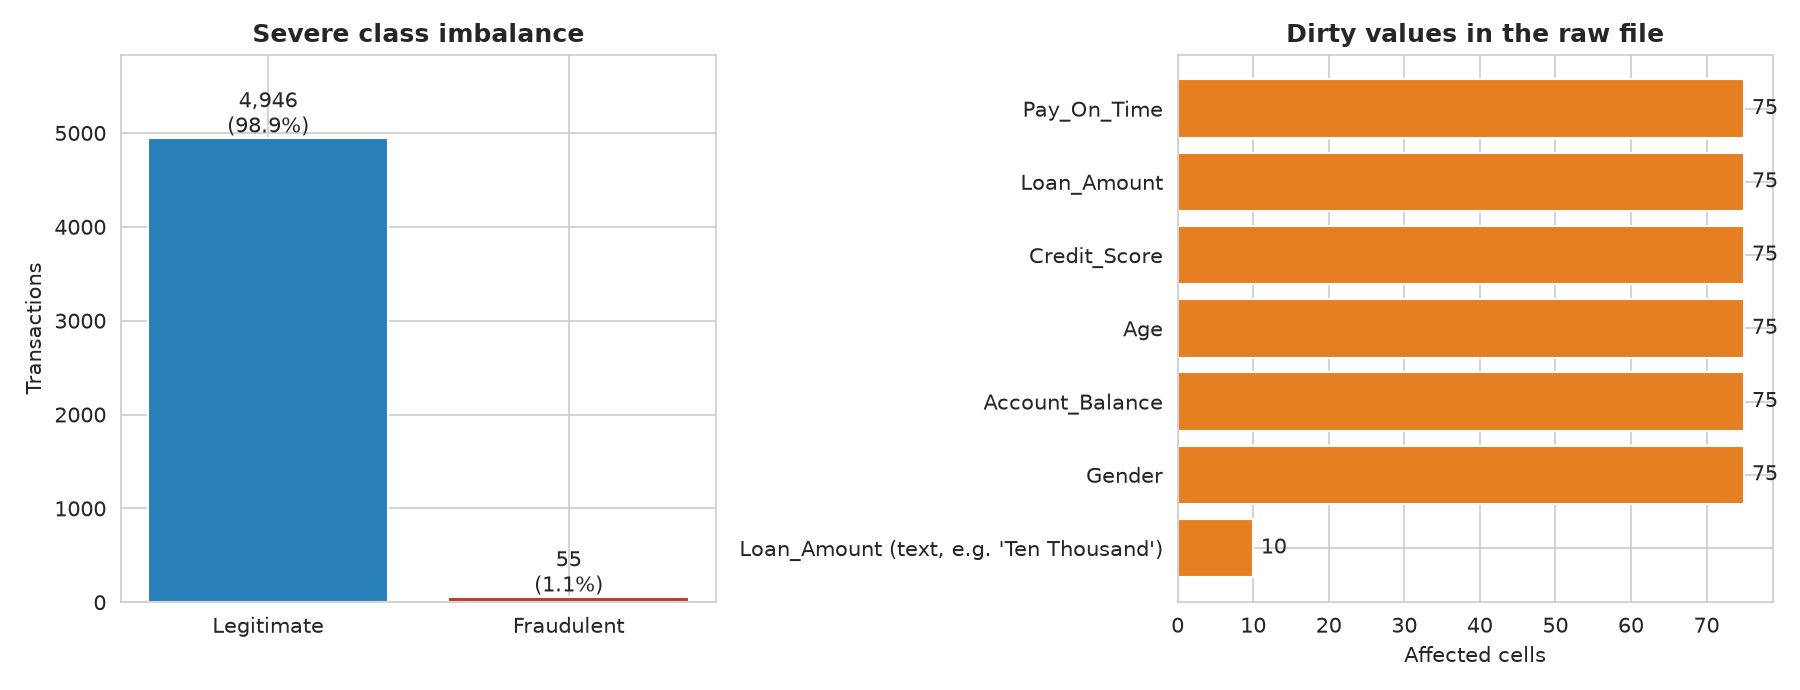 Severe class imbalance
Transactions
5000
4000
3000
2000
1000
0
4,946
(98.9%)
55
(1.1%)
Legitimate
Fraudulent
Dirty values in the raw file
Pay_On_Time
75
Loan_Amount
75
Credit_Score
75
Age
75
Account_Balance
75
Gender
75
Loan_Amount (text, e.g. 'Ten Thousand')
10
0 10 20 30 40 50 60 70
Affected cells